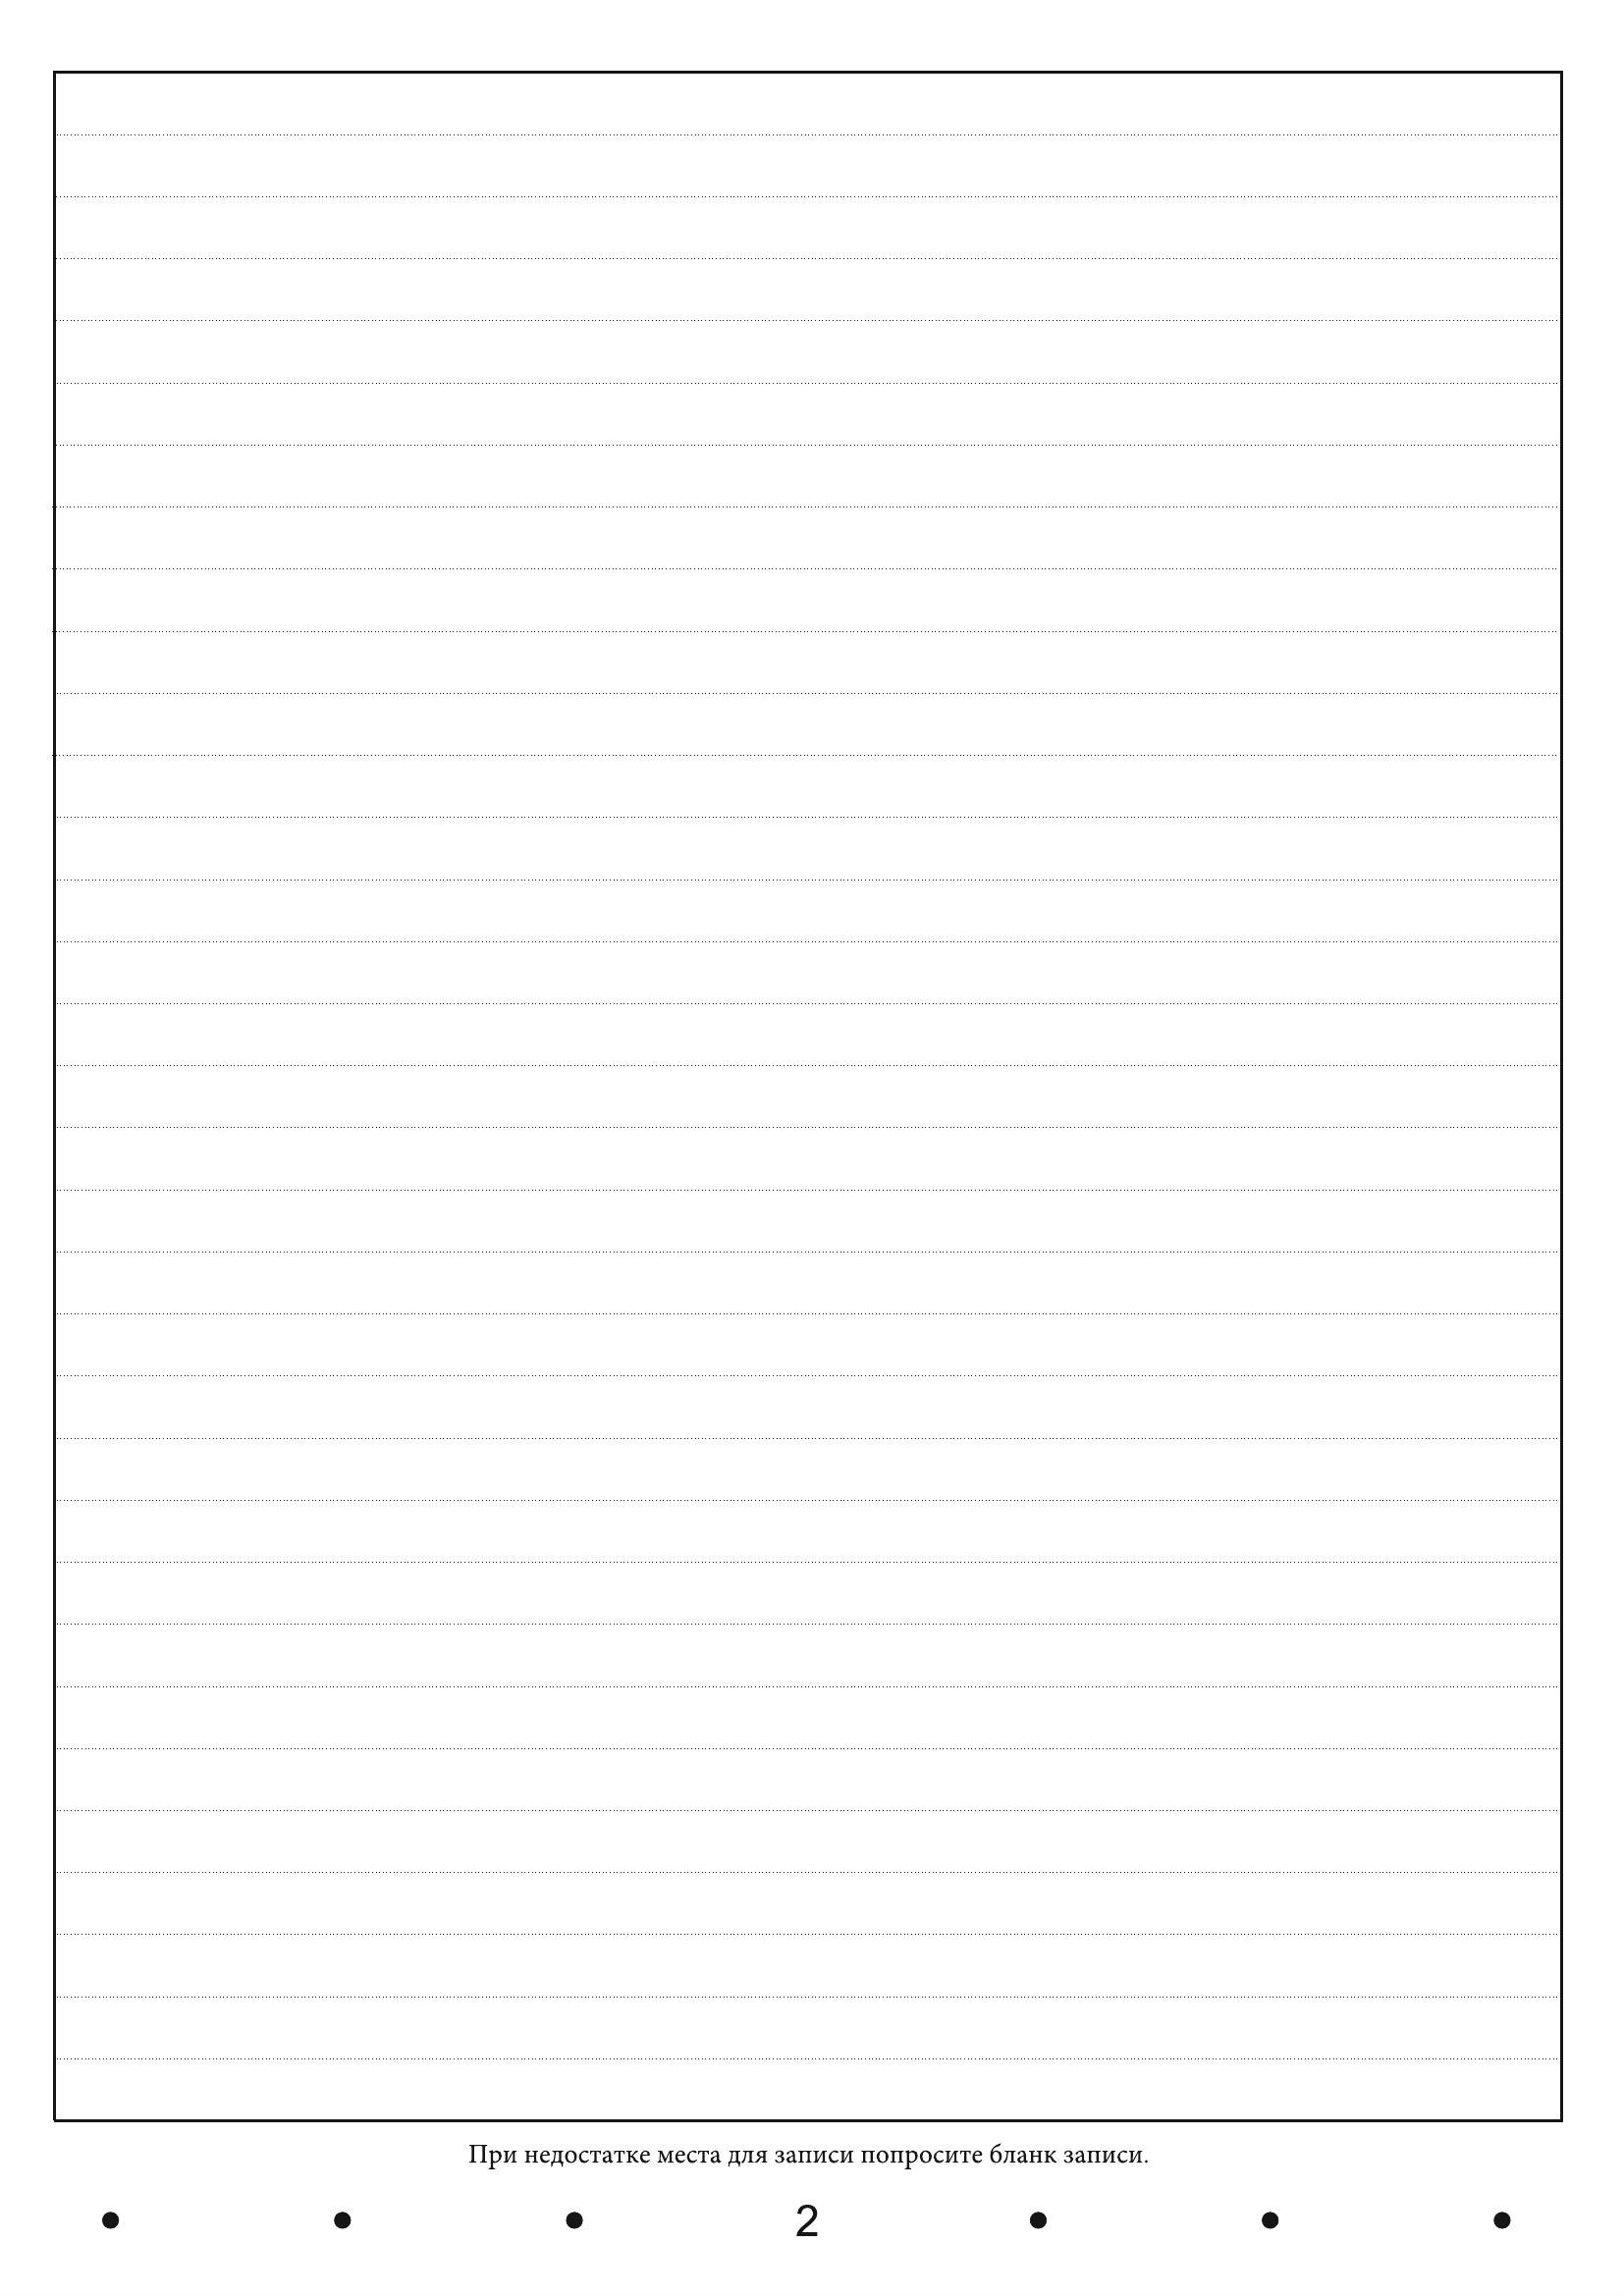 При недостатке места для записи попросите бланк записи.
2